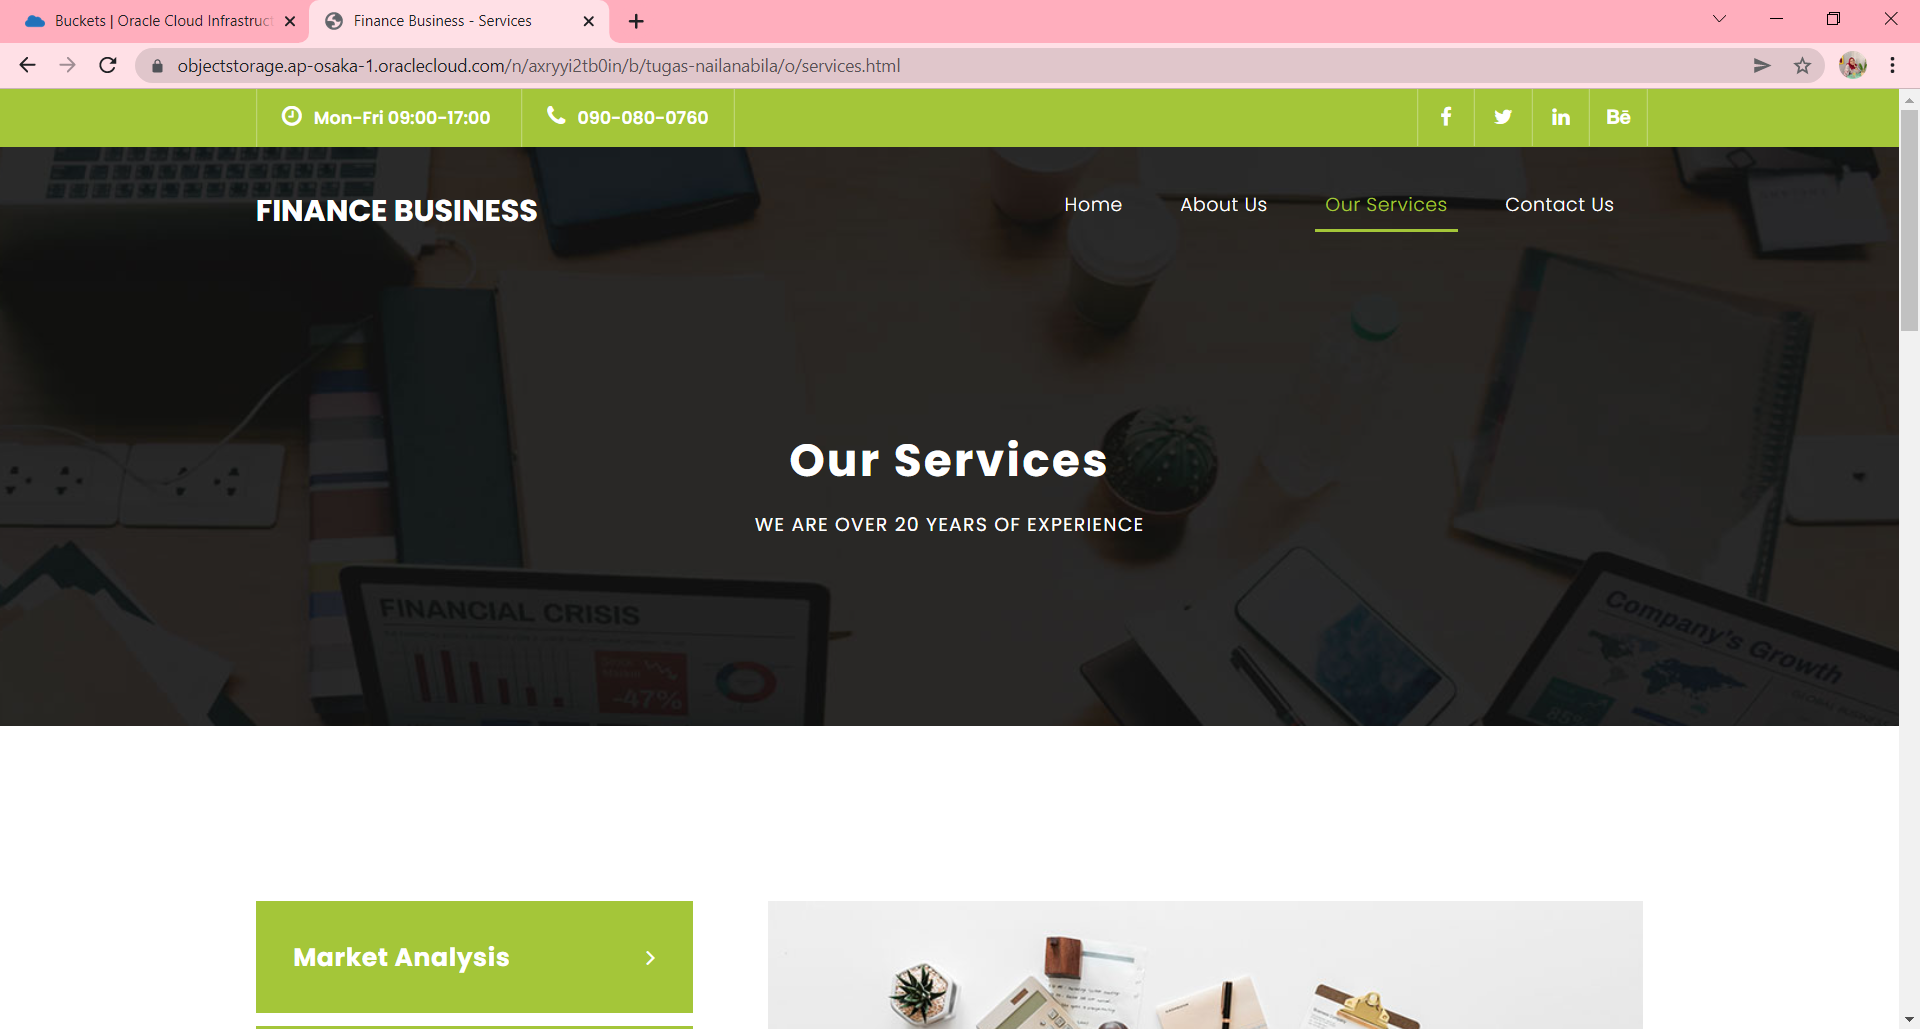 Buckets | Oracle Cloud Infrastruct
Finance Business - Services
objectstorage.ap-osaka-1.oraclecloud.com/n/axryyi2tb0in/b/tugas-nailanabila/o/services.html
Mon-Fri 09:00-17:00
090-080-0760
FINANCE BUSINESS
Home
About Us
Our Services
Contact Us
Our Services
WE ARE OVER 20 YEARS OF EXPERIENCE
FINANCIAL CRISIS
-47%
Company's Growth
85%
Market Analysis